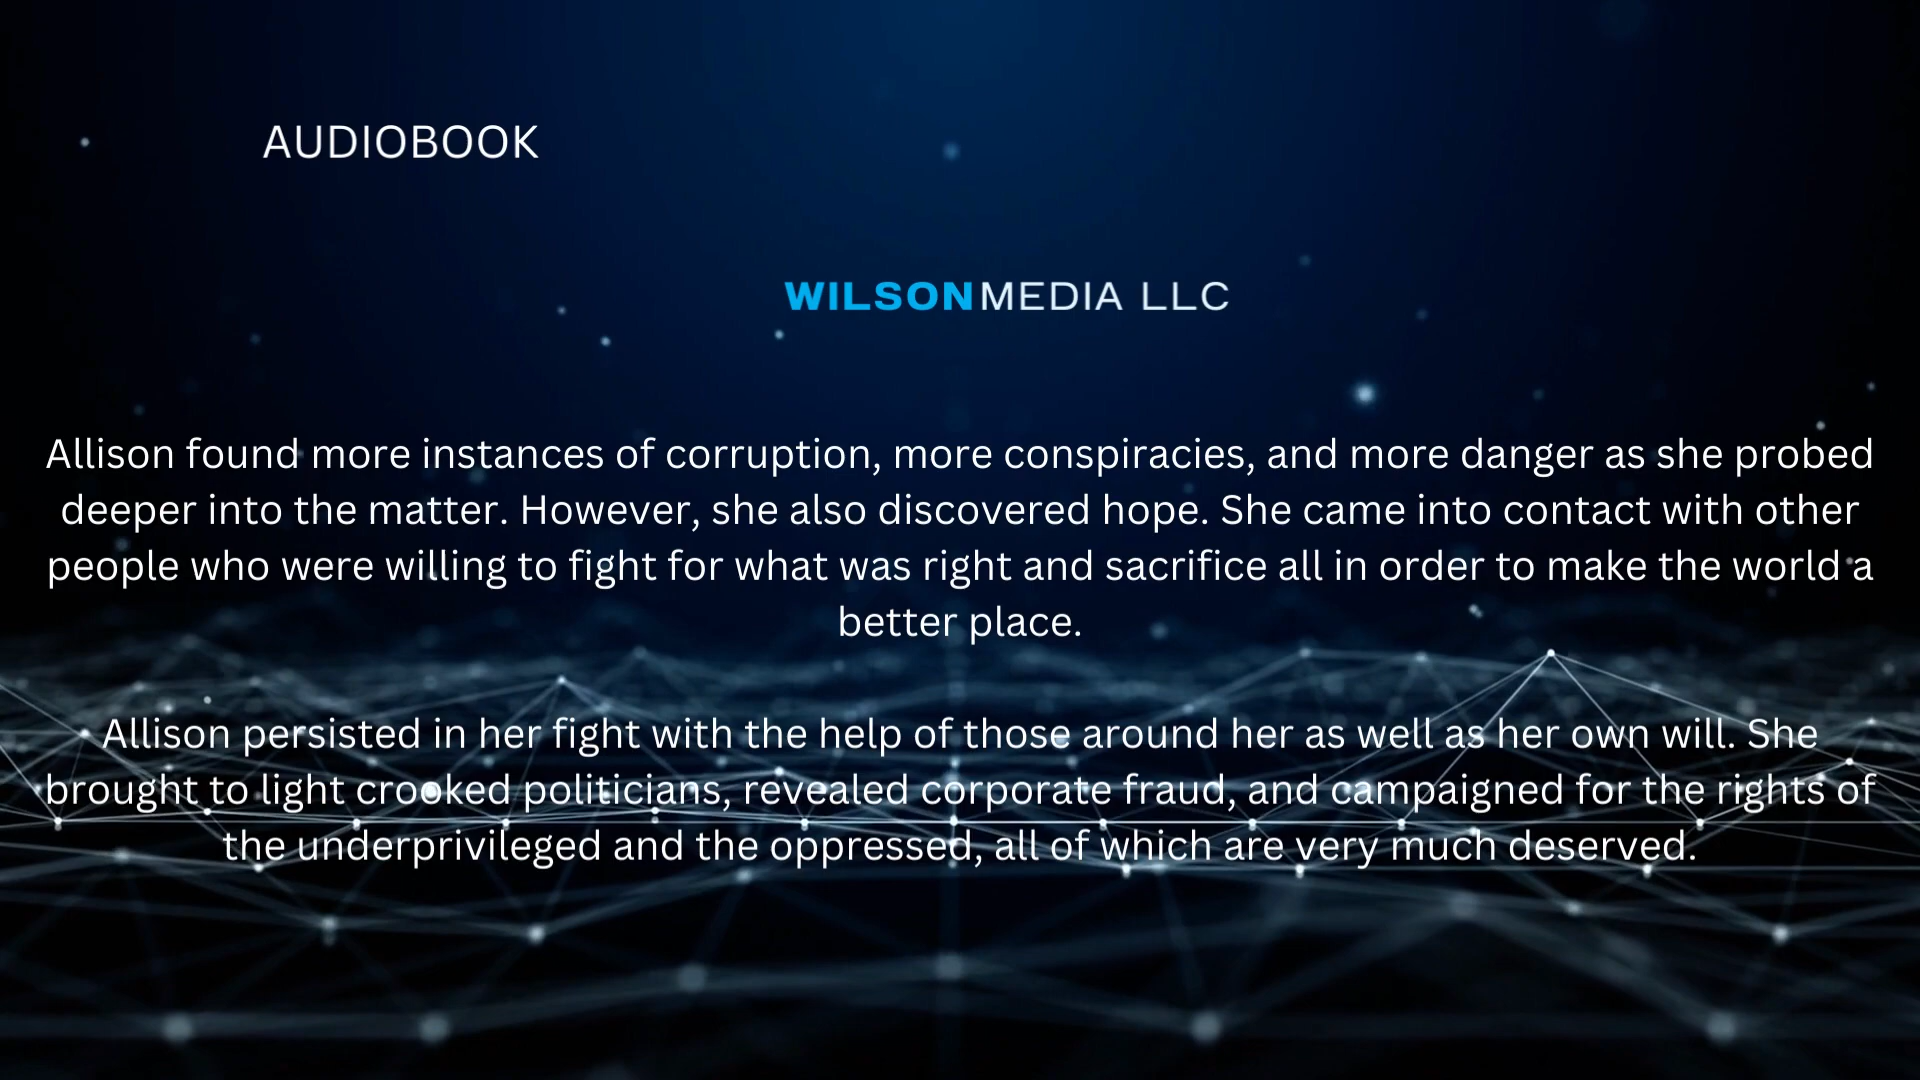 AUDIOBOOK
WILSONMEDIA LLC
Allison found more instances of corruption, more conspiracies, and more danger as she probed
deeper into the matter. However, she also discovered hope. She came into contact with other
people who were willing to fight for what was right and sacrifice all in order to make the world a
better place.
Allison persisted in her fight with the help of those around her as well as her own will. She
brought to light crooked politicians, revealed corporate fraud, and campaigned for the rights of
the underprivileged and the oppressed, all of which are very much deserved.